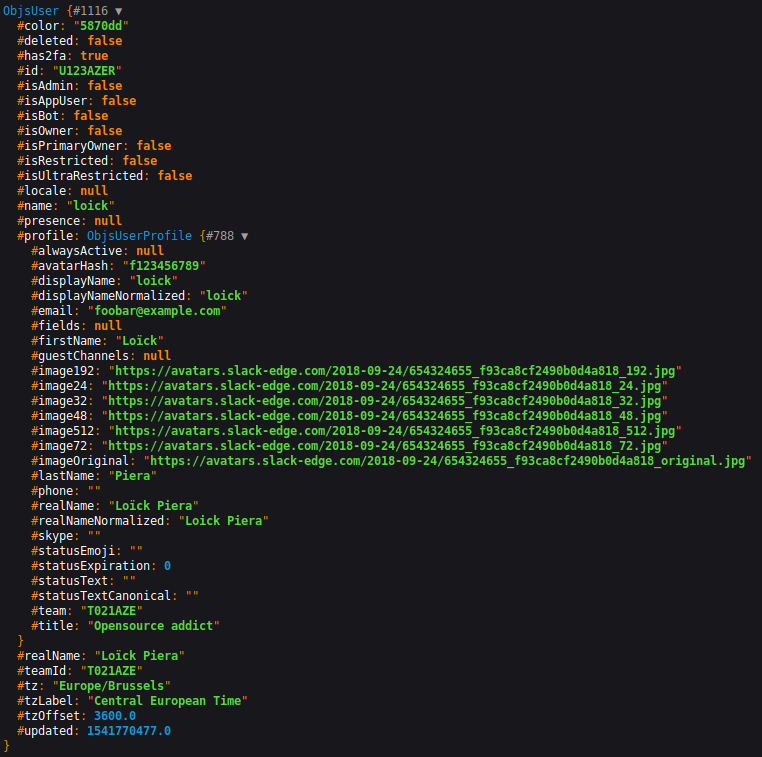 ObjsUser {#1116 ▼
  #color: "5870dd"
  #deleted: false
  #has2fa: true
  #id: "U123AZER"
  #isAdmin: false
  #isAppUser: false
  #isBot: false
  #isOwner: false
  #isPrimaryOwner: false
  #isRestricted: false
  #isUltraRestricted: false
  #locale: null
  #name: "loick"
  #presence: null
  #profile: ObjsUserProfile {#788 ▼
    #alwaysActive: null
    #avatarHash: "f123456789"
    #displayName: "loick"
    #displayNameNormalized: "loick"
    #email: "foobar@example.com"
    #fields: null
    #firstName: "Loïck"
    #guestChannels: null
    #image192: "https://avatars.slack-edge.com/2018-09-24/654324655_f93ca8cf2490b0d4a818_192.jpg"
    #image24: "https://avatars.slack-edge.com/2018-09-24/654324655_f93ca8cf2490b0d4a818_24.jpg"
    #image32: "https://avatars.slack-edge.com/2018-09-24/654324655_f93ca8cf2490b0d4a818_32.jpg"
    #image48: "https://avatars.slack-edge.com/2018-09-24/654324655_f93ca8cf2490b0d4a818_48.jpg"
    #image512: "https://avatars.slack-edge.com/2018-09-24/654324655_f93ca8cf2490b0d4a818_512.jpg"
    #image72: "https://avatars.slack-edge.com/2018-09-24/654324655_f93ca8cf2490b0d4a818_72.jpg"
    #imageOriginal: "https://avatars.slack-edge.com/2018-09-24/654324655_f93ca8cf2490b0d4a818_original.jpg"
    #lastName: "Piera"
    #phone: ""
    #realName: "Loïck Piera"
    #realNameNormalized: "Loick Piera"
    #skype: ""
    #statusEmoji: ""
    #statusExpiration: 0
    #statusText: ""
    #statusTextCanonical: ""
    #team: "T021AZE"
    #title: "Opensource addict"
  }
  #realName: "Loïck Piera"
  #teamId: "T021AZE"
  #tz: "Europe/Brussels"
  #tzLabel: "Central European Time"
  #tzOffset: 3600.0
  #updated: 1541770477.0
}